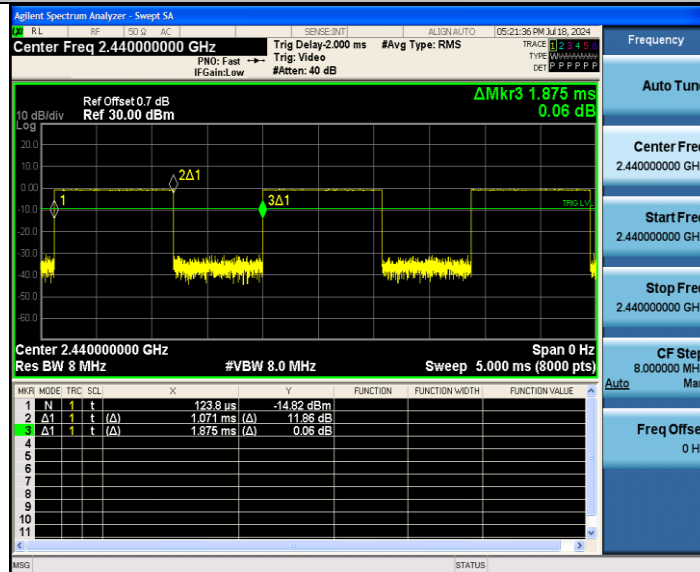 Agilent Spectrum Analyzer - Swept SA
RL RF 50 Ω AC SENSE:INT ALIGN AUTO 05:21:36 PM Jul 18, 2024
Center Freq 2.440000000 GHz
PNO: Fast
IFGain:Low
Trig Delay-2.000 ms
Trig: Video
#Atten: 40 dB
#Avg Type: RMS
TRACE 1 2 3 4 5 6
TYPE
DET P P P P P P
ΔMkr3 1.875 ms
0.06 dB
Ref Offset 0.7 dB
10 dB/div Ref 30.00 dBm
Log
20.0
10.0
0.00
-10.0
-20.0
-30.0
-40.0
-50.0
-60.0
1
2Δ1
3Δ1
TRIG LV
Center 2.440000000 GHz Span 0 Hz
Res BW 8 MHz #VBW 8.0 MHz Sweep 5.000 ms (8000 pts)
MKR MODE TRC SCL X Y FUNCTION FUNCTION WIDTH FUNCTION VALUE
1 N 1 t 123.8 µs -14.82 dBm
2 Δ1 1 t (Δ) 1.071 ms (Δ) 11.86 dB
3 Δ1 1 t (Δ) 1.875 ms (Δ) 0.06 dB
4
5
6
7
8
9
10
11
MSG STATUS
Frequency
Auto Tun
Center Fre
2.440000000 GH
Start Fre
2.440000000 GH
Stop Fre
2.440000000 GH
CF Step
8.000000 MH
Auto Ma
Freq Offse
0 H